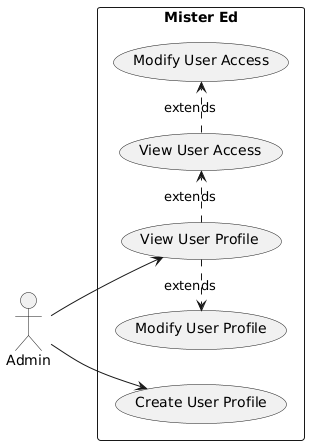 Mister Ed
Modify User Access
extends
View User Access
extends
View User Profile
extends
Modify User Profile
Admin
Create User Profile